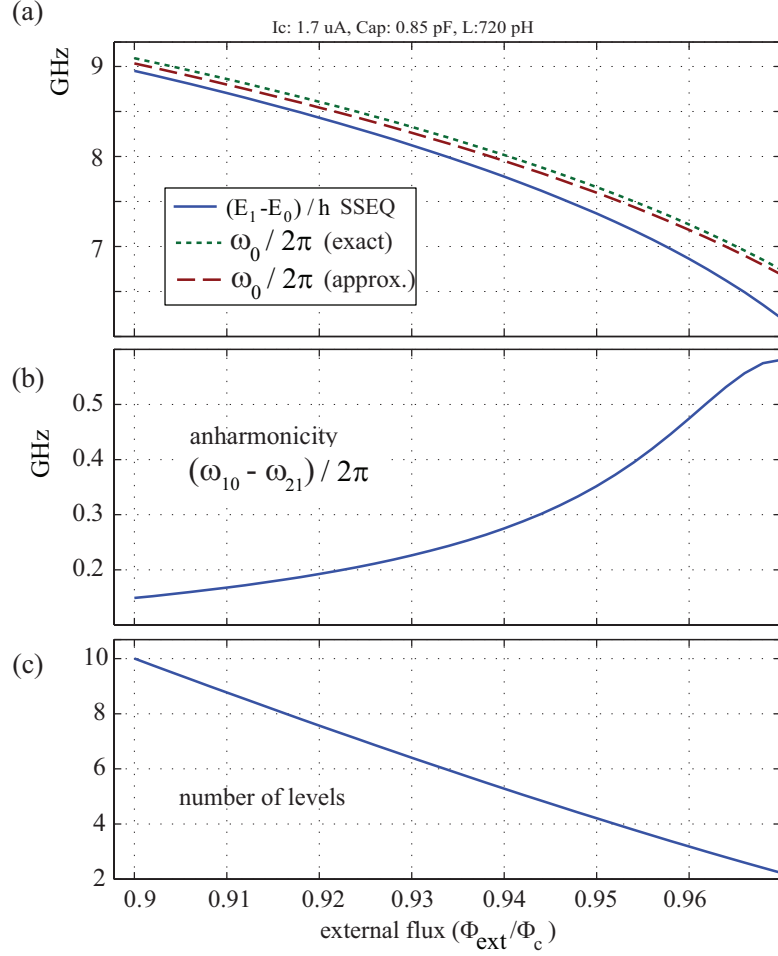 (a)
Ic: 1.7 uA, Cap: 0.85 pF, L:720 pH
GHz
9
8
7
(E₁-E₀) / h SSEQ
ω₀ / 2π (exact)
ω₀ / 2π (approx.)
(b)
GHz
0.5
0.4
0.3
0.2
anharmonicity
(ω₁₀ - ω₂₁) / 2π
(c)
10
8
6
4
2
number of levels
0.9 0.91 0.92 0.93 0.94 0.95 0.96
external flux (Φext/Φc)